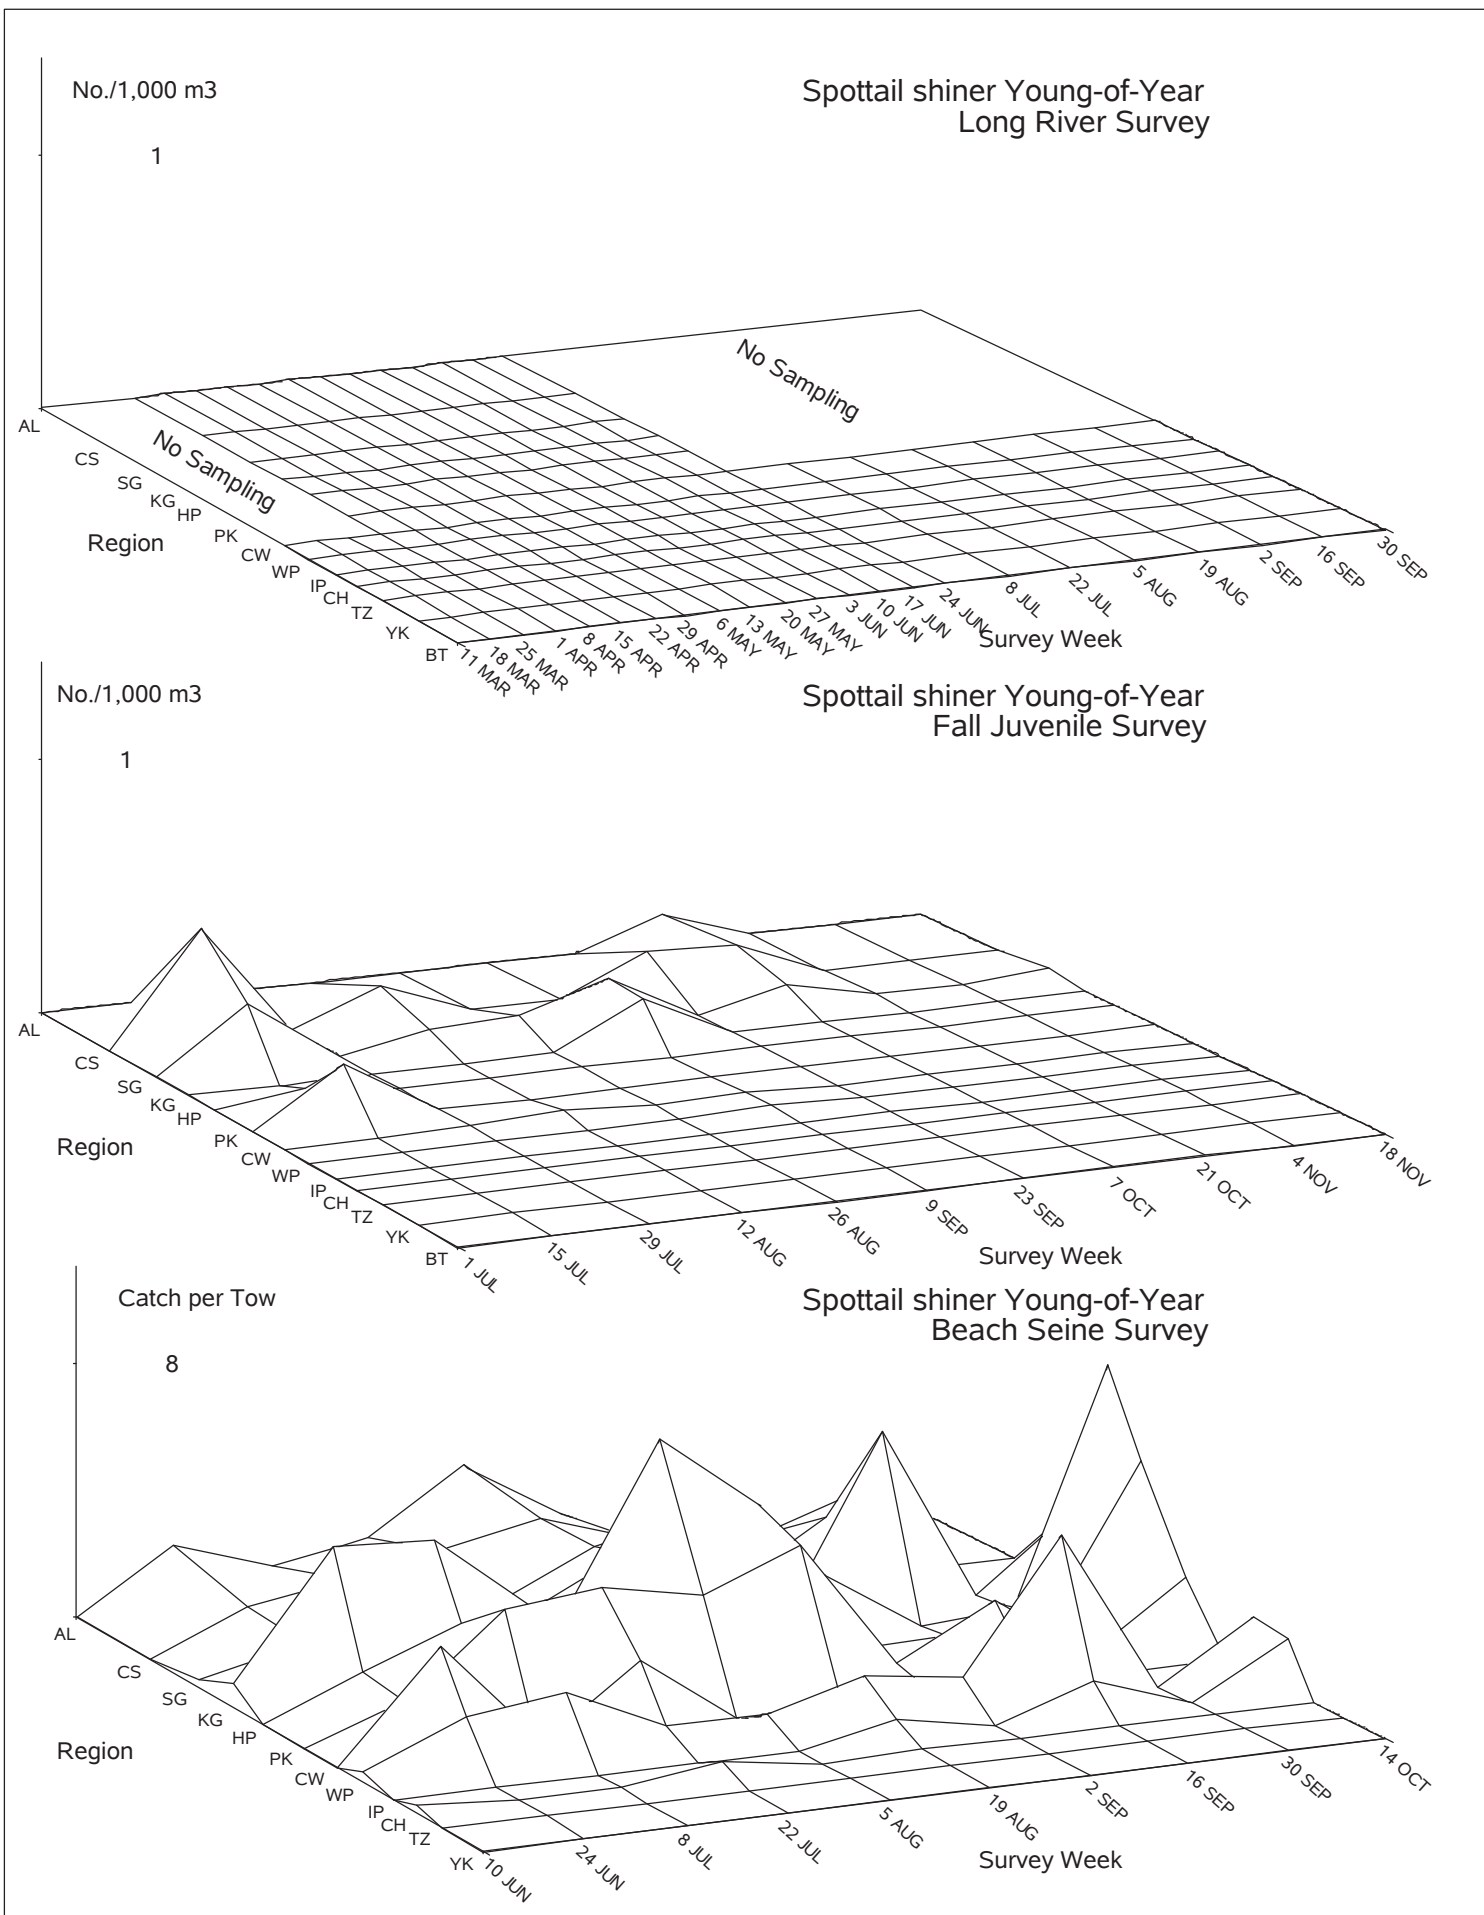 No./1,000 m3
Spottail shiner Young-of-Year
Long River Survey
1
No Sampling
AL
CS
SG
KG
HP
PK
CW
WP
IP
CH
TZ
YK
BT
No Sampling
Region
11 MAR
18 MAR
25 MAR
1 APR
8 APR
15 APR
22 APR
29 APR
6 MAY
13 MAY
20 MAY
27 MAY
3 JUN
10 JUN
17 JUN
24 JUN
8 JUL
22 JUL
5 AUG
19 AUG
2 SEP
16 SEP
30 SEP
Survey Week
No./1,000 m3
Spottail shiner Young-of-Year
Fall Juvenile Survey
1
AL
CS
SG
KG
HP
PK
CW
WP
IP
CH
TZ
YK
BT
Region
1 JUL
15 JUL
29 JUL
12 AUG
26 AUG
9 SEP
23 SEP
7 OCT
21 OCT
4 NOV
18 NOV
Survey Week
Catch per Tow
Spottail shiner Young-of-Year
Beach Seine Survey
8
AL
CS
SG
KG
HP
PK
CW
WP
IP
CH
TZ
YK
Region
10 JUN
24 JUN
8 JUL
22 JUL
5 AUG
19 AUG
2 SEP
16 SEP
30 SEP
14 OCT
Survey Week